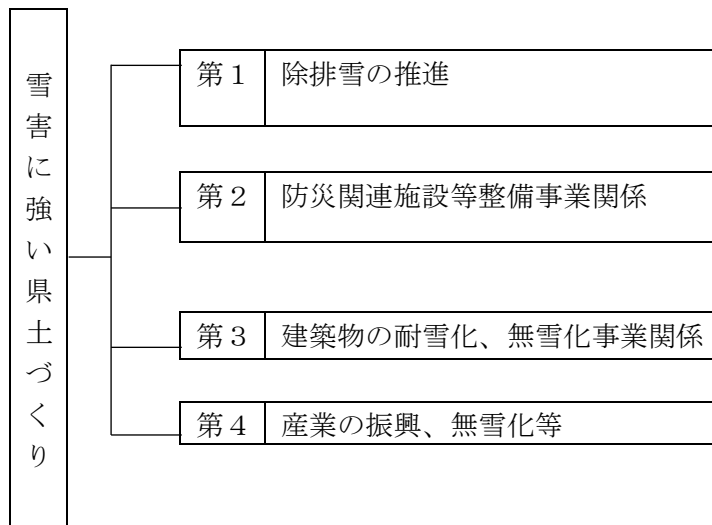 雪害に強い県土づくり
第１ 除排雪の推進
第２ 防災関連施設等整備事業関係
第３ 建築物の耐雪化、無雪化事業関係
第４ 産業の振興、無雪化等